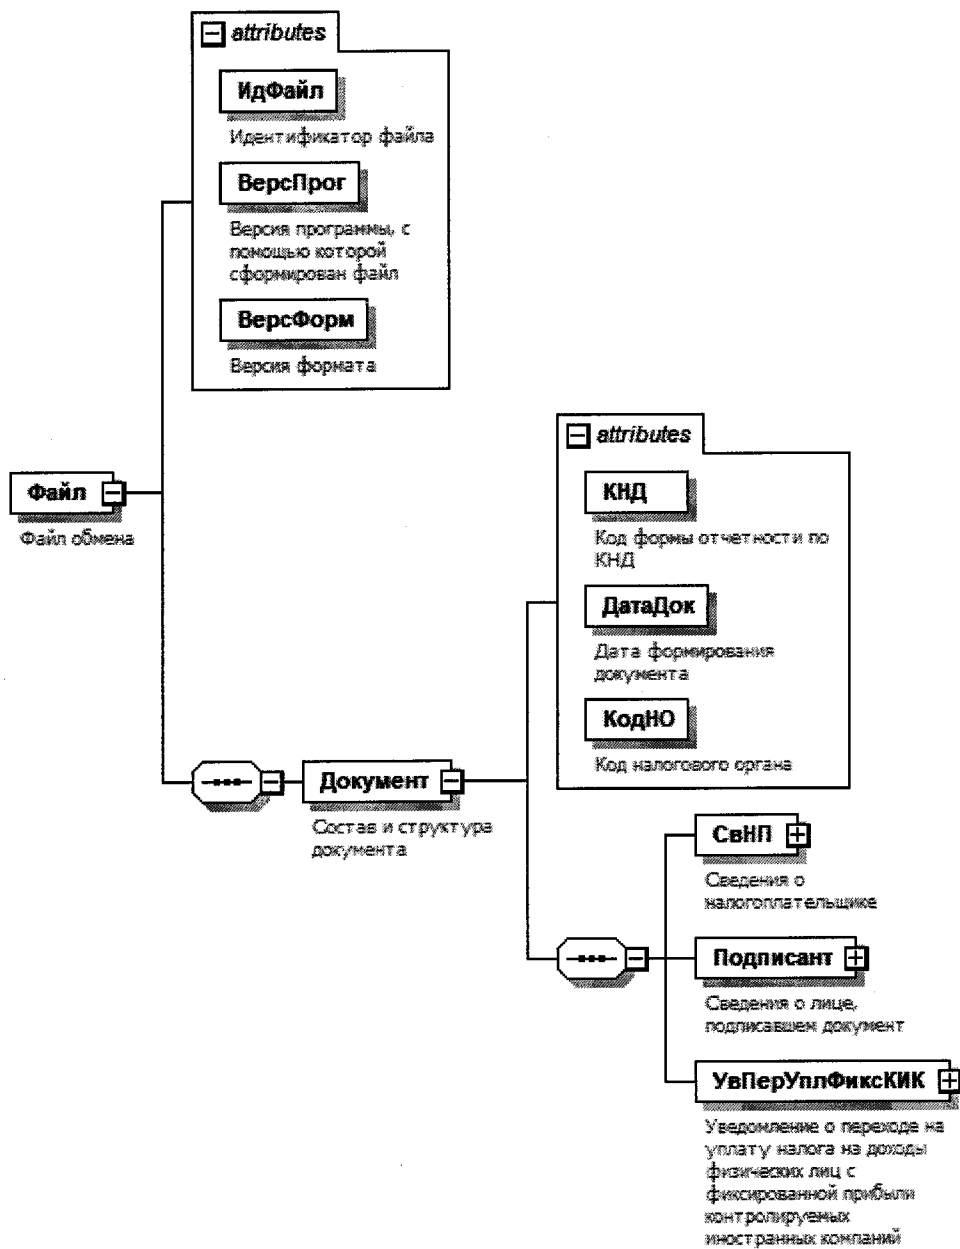 attributes
ИдФайл
Идентификатор файла
ВерсПрог
Версия программы, с
помощью которой
сформирован файл
ВерсФорм
Версия формата
Файл
Файл обмена
attributes
КНД
Код формы отчетности по
КНД
ДатаДок
Дата формирования
документа
КодНО
Код налогового органа
Документ
Состав и структура
документа
СвНП
Сведения о
налогоплательщике
Подписант
Сведения о лице,
подписавшем документ
УвПерУплФиксКИК
Уведомление о переходе на
уплату налога на доходы
физических лиц с
фиксированной прибыли
контролируемых
иностранных компаний